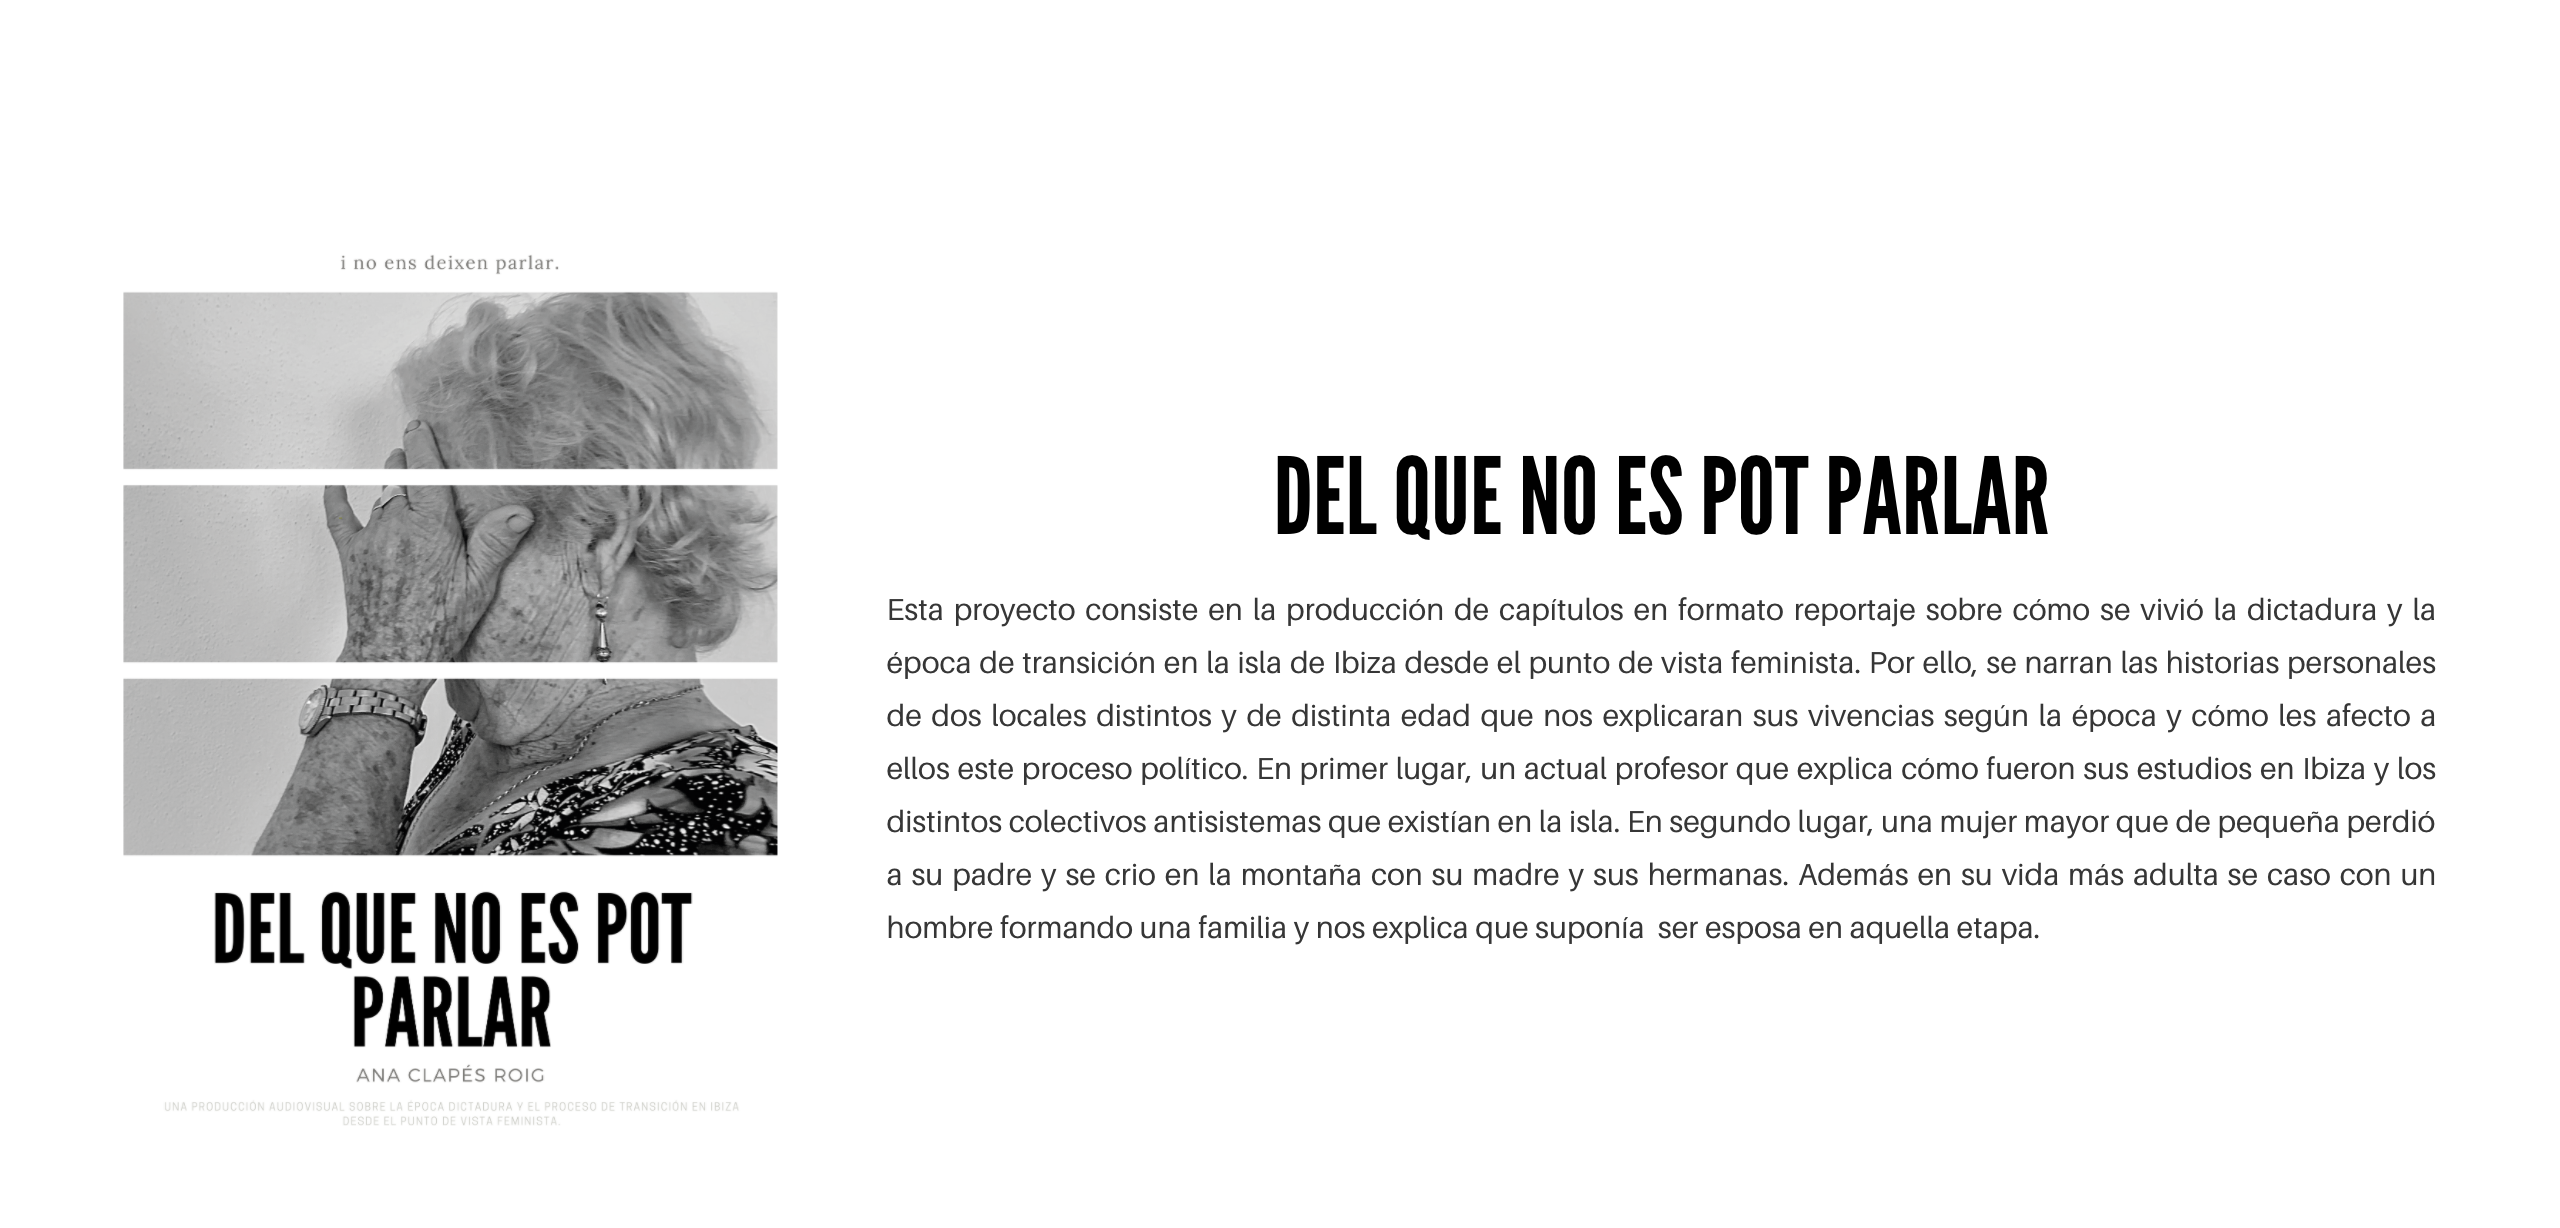 i no ens deixen parlar.
DEL QUE NO ES POT
PARLAR
ANA CLAPÉS ROIG
UNA PRODUCCIÓN AUDIOVISUAL SOBRE LA ÉPOCA DICTADURA Y EL PROCESO DE TRANSICIÓN EN IBIZA
DESDE EL PUNTO DE VISTA FEMINISTA.
DEL QUE NO ES POT PARLAR
Esta proyecto consiste en la producción de capítulos en formato reportaje sobre cómo se vivió la dictadura y la
época de transición en la isla de Ibiza desde el punto de vista feminista. Por ello, se narran las historias personales
de dos locales distintos y de distinta edad que nos explicaran sus vivencias según la época y cómo les afecto a
ellos este proceso político. En primer lugar, un actual profesor que explica cómo fueron sus estudios en Ibiza y los
distintos colectivos antisistemas que existían en la isla. En segundo lugar, una mujer mayor que de pequeña perdió
a su padre y se crio en la montaña con su madre y sus hermanas. Además en su vida más adulta se caso con un
hombre formando una familia y nos explica que suponía  ser esposa en aquella etapa.